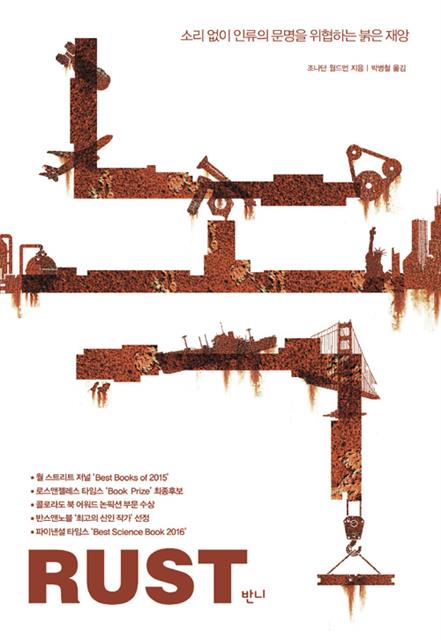 소리 없이 인류의 문명을 위협하는 붉은 재앙
조나단 월드먼 지음 | 박병철 옮김
녹
• 월 스트리트 저널 'Best Books of 2015'
• 로스앤젤레스 타임스 'Book Prize' 최종후보
• 콜로라도 북 어워드 논픽션 부문 수상
• 반스앤노블 '최고의 신인 작가' 선정
• 파이낸셜 타임스 'Best Science Book 2016'
RUST
반니